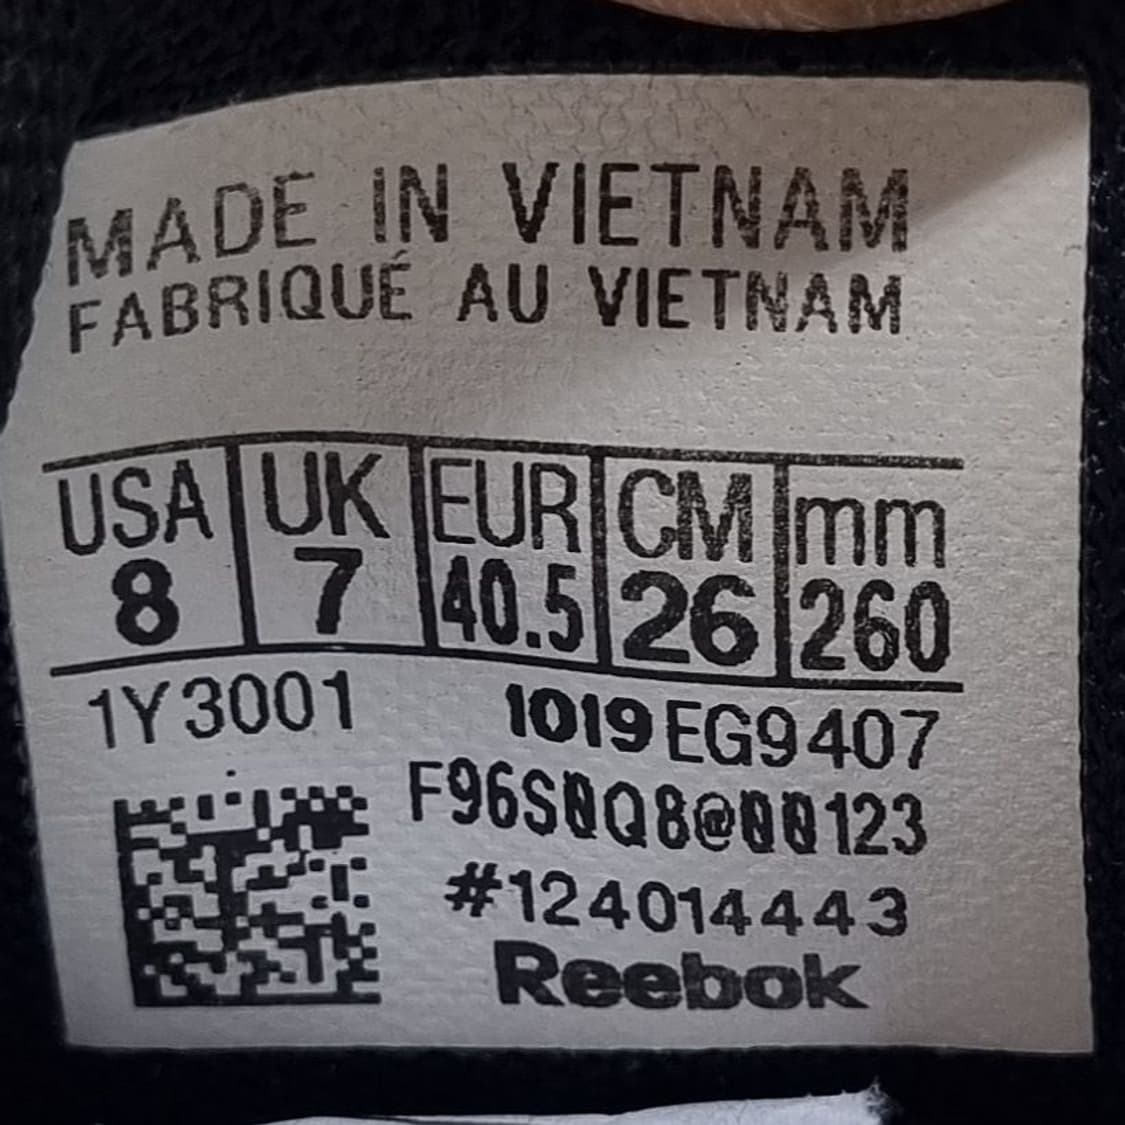 MADE IN VIETNAM
FABRIQUÉ AU VIETNAM
USA UK EUR CM mm
8 7 40.5 26 260
1Y3001 1019 EG9407
F96S0Q8@00123
#124014443
Reebok